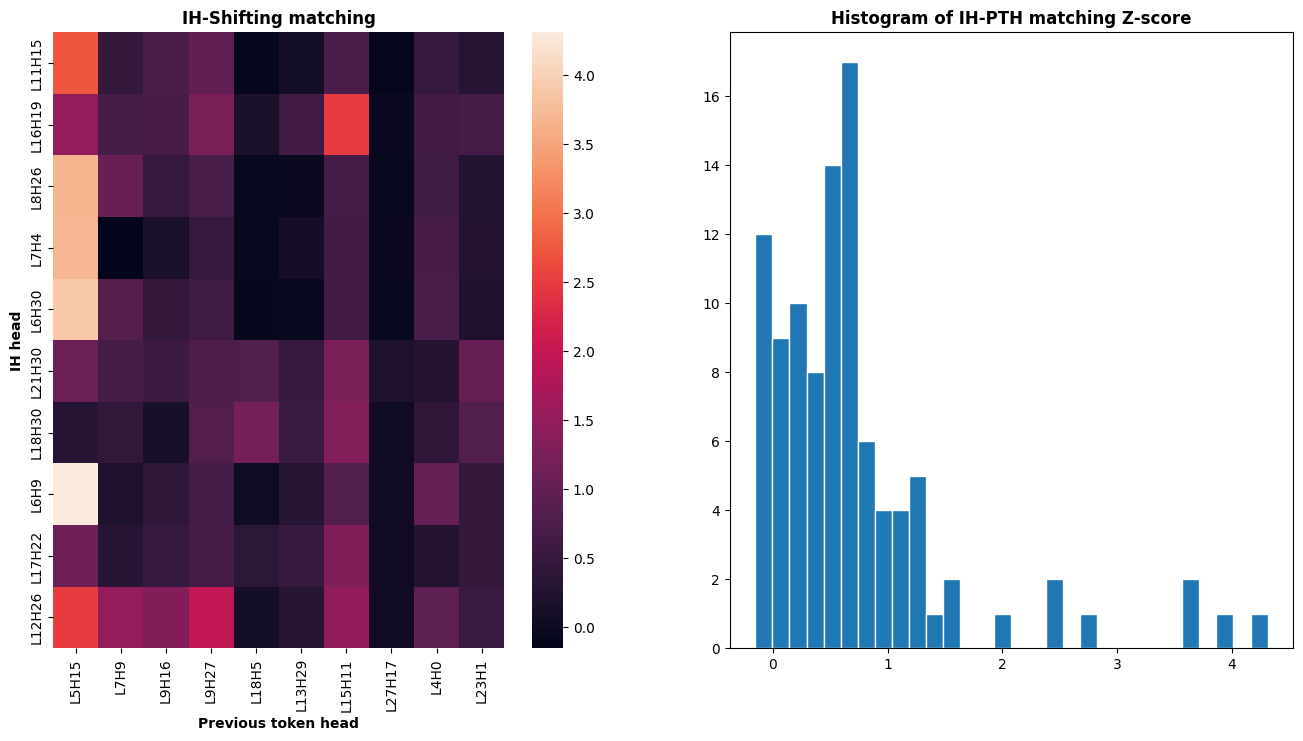 IH-Shifting matching
IH head
L11H15
L16H19
L8H26
L7H4
L6H30
L21H30
L18H30
L6H9
L17H22
L12H26
L5H15
L7H9
L9H16
L9H27
L18H5
L13H29
L15H11
L27H17
L4H0
L23H1
Previous token head
4.0
3.5
3.0
2.5
2.0
1.5
1.0
0.5
0.0
Histogram of IH-PTH matching Z-score
16
14
12
10
8
6
4
2
0
0 1 2 3 4